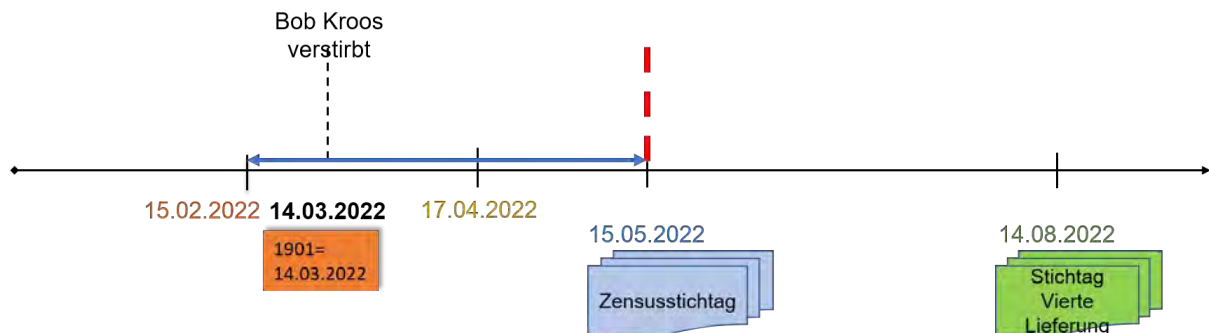 Bob Kroos
verstirbt
15.02.2022
14.03.2022
17.04.2022
1901=
14.03.2022
15.05.2022
14.08.2022
Zensusstichtag
Stichtag
Vierte
Lieferung